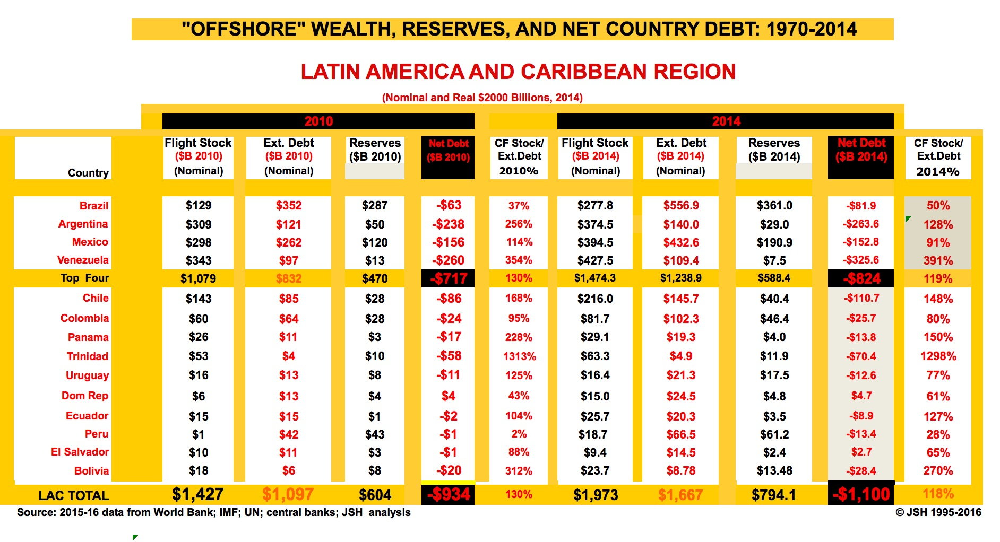 "OFFSHORE" WEALTH, RESERVES, AND NET COUNTRY DEBT: 1970-2014
LATIN AMERICA AND CARIBBEAN REGION
(Nominal and Real $2000 Billions, 2014)
2010 2014
Flight Stock Ext. Debt Reserves Net Debt CF Stock/ Flight Stock Ext. Debt Reserves Net Debt CF Stock/
($B 2010) ($B 2010) ($B 2010) ($B 2010) Ext.Debt ($B 2014) ($B 2014) ($B 2014) ($B 2014) Ext.Debt
Country (Nominal) (Nominal) 2010% (Nominal) (Nominal) 2014%
Brazil $129 $352 $287 -$63 37% $277.8 $556.9 $361.0 -$81.9 50%
Argentina $309 $121 $50 -$238 256% $374.5 $140.0 $29.0 -$263.6 128%
Mexico $298 $262 $120 -$156 114% $394.5 $432.6 $190.9 -$152.8 91%
Venezuela $343 $97 $13 -$260 354% $427.5 $109.4 $7.5 -$325.6 391%
Top Four $1,079 $832 $470 -$717 130% $1,474.3 $1,238.9 $588.4 -$824 119%
Chile $143 $85 $28 -$86 168% $216.0 $145.7 $40.4 -$110.7 148%
Colombia $60 $64 $28 -$24 95% $81.7 $102.3 $46.4 -$25.7 80%
Panama $26 $11 $3 -$17 228% $29.1 $19.3 $4.0 -$13.8 150%
Trinidad $53 $4 $10 -$58 1313% $63.3 $4.9 $11.9 -$70.4 1298%
Uruguay $16 $13 $8 -$11 125% $16.4 $21.3 $17.5 -$12.6 77%
Dom Rep $6 $13 $4 $4 43% $15.0 $24.5 $4.8 $4.7 61%
Ecuador $15 $15 $1 -$2 104% $25.7 $20.3 $3.5 -$8.9 127%
Peru $1 $42 $43 -$1 2% $18.7 $66.5 $61.2 -$13.4 28%
El Salvador $10 $11 $3 -$1 88% $9.4 $14.5 $2.4 $2.7 65%
Bolivia $18 $6 $8 -$20 312% $23.7 $8.78 $13.48 -$28.4 270%
LAC TOTAL $1,427 $1,097 $604 -$934 130% $1,973 $1,667 $794.1 -$1,100 118%
Source: 2015-16 data from World Bank; IMF; UN; central banks; JSH analysis © JSH 1995-2016